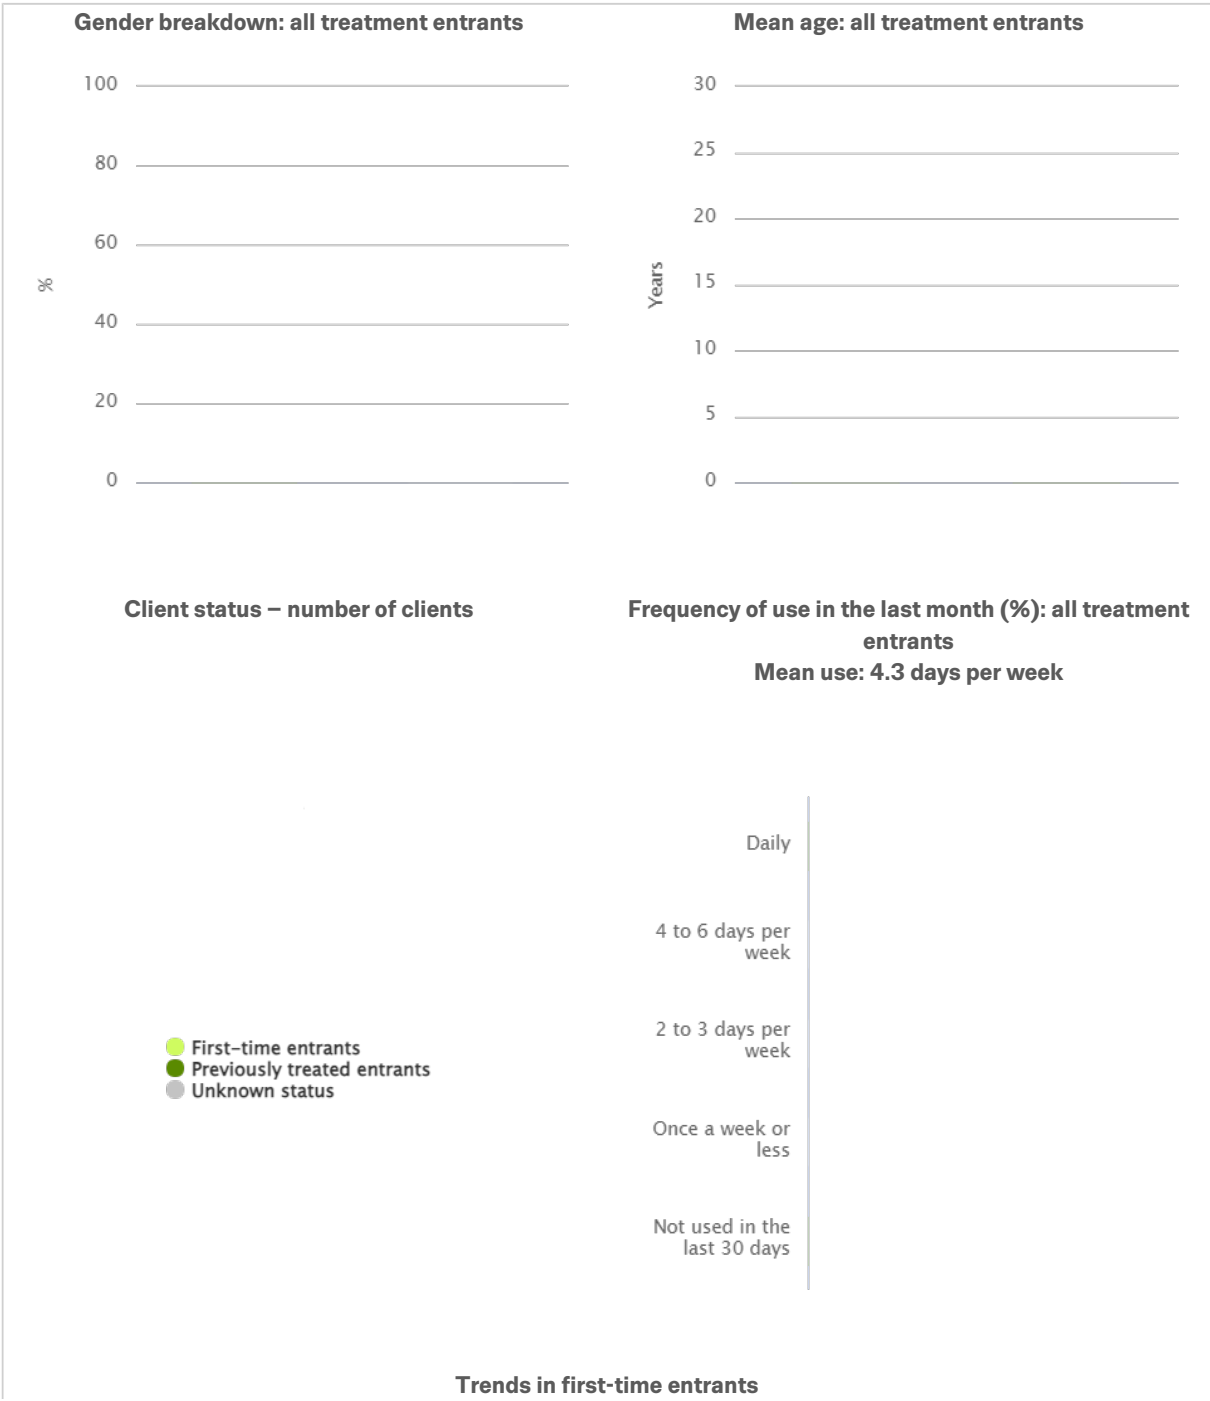 Gender breakdown: all treatment entrants
100
80
60
40
20
0
%
Mean age: all treatment entrants
30
25
20
15
10
5
0
Years
Client status – number of clients
First-time entrants
Previously treated entrants
Unknown status
Frequency of use in the last month (%): all treatment
entrants
Mean use: 4.3 days per week
Daily
4 to 6 days per
week
2 to 3 days per
week
Once a week or
less
Not used in the
last 30 days
Trends in first-time entrants